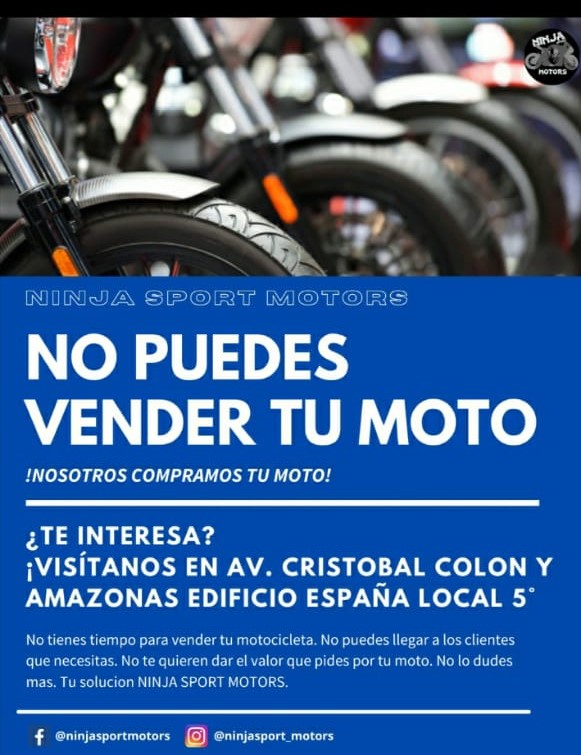 NINJA
MOTORS
NINJA SPORT MOTORS
NO PUEDES
VENDER TU MOTO
!NOSOTROS COMPRAMOS TU MOTO!
¿TE INTERESA?
¡VISÍTANOS EN AV. CRISTOBAL COLON Y
AMAZONAS EDIFICIO ESPAÑA LOCAL 5°
No tienes tiempo para vender tu motocicleta. No puedes llegar a los clientes
que necesitas. No te quieren dar el valor que pides por tu moto. No lo dudes
mas. Tu solucion NINJA SPORT MOTORS.
@ninjasportmotors @ninjasport_motors